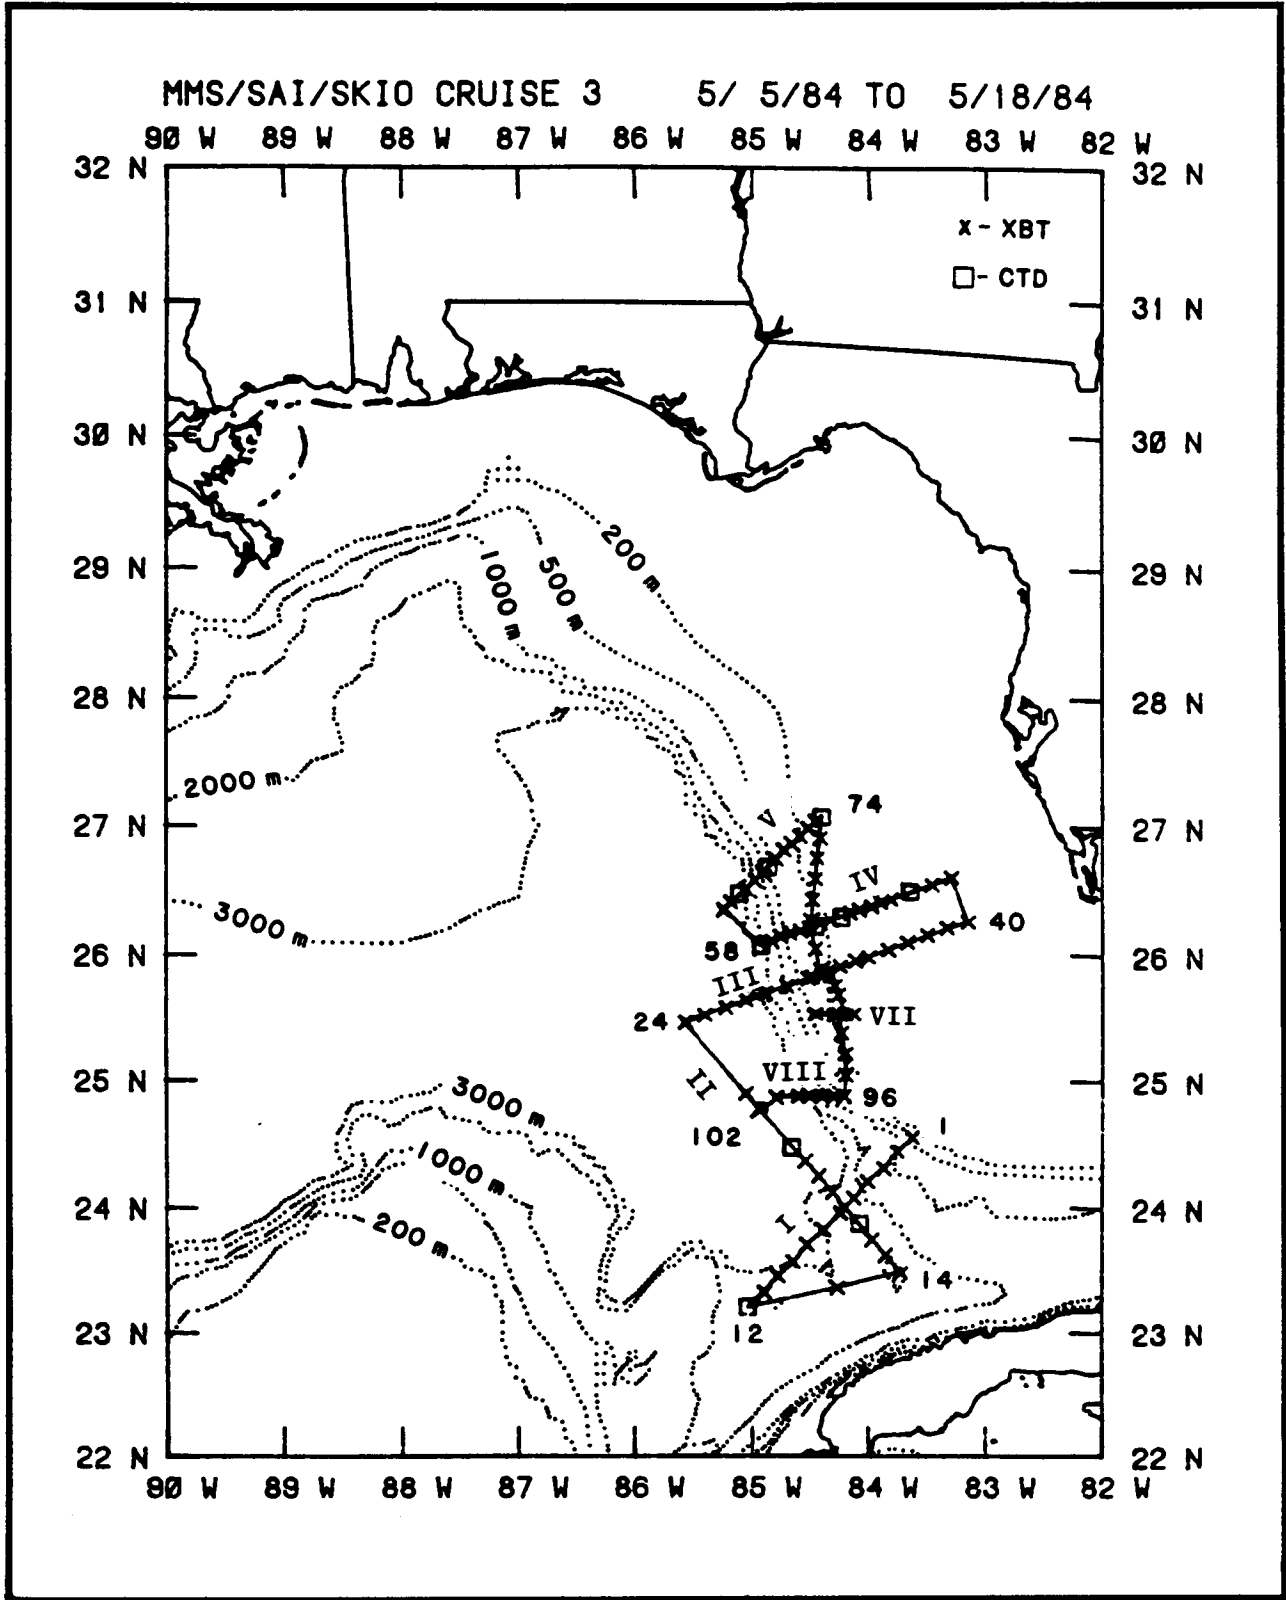 MMS/SAI/SKIO CRUISE 3 5/ 5/84 TO 5/18/84
90 W 89 W 88 W 87 W 86 W 85 W 84 W 83 W 82 W
32 N 32 N
x - XBT
□ - CTD
31 N 31 N
30 N 30 N
200 m
500 m
1000 m
29 N 29 N
28 N 28 N
2000 m
27 N 27 N
V 74
IV
3000 m
40
58
26 N 26 N
III
24 VII
VIII
25 N 25 N
II
3000 m
96
1
102
1000 m
24 N 24 N
I
200 m
14
12
23 N 23 N
22 N 22 N
90 W 89 W 88 W 87 W 86 W 85 W 84 W 83 W 82 W